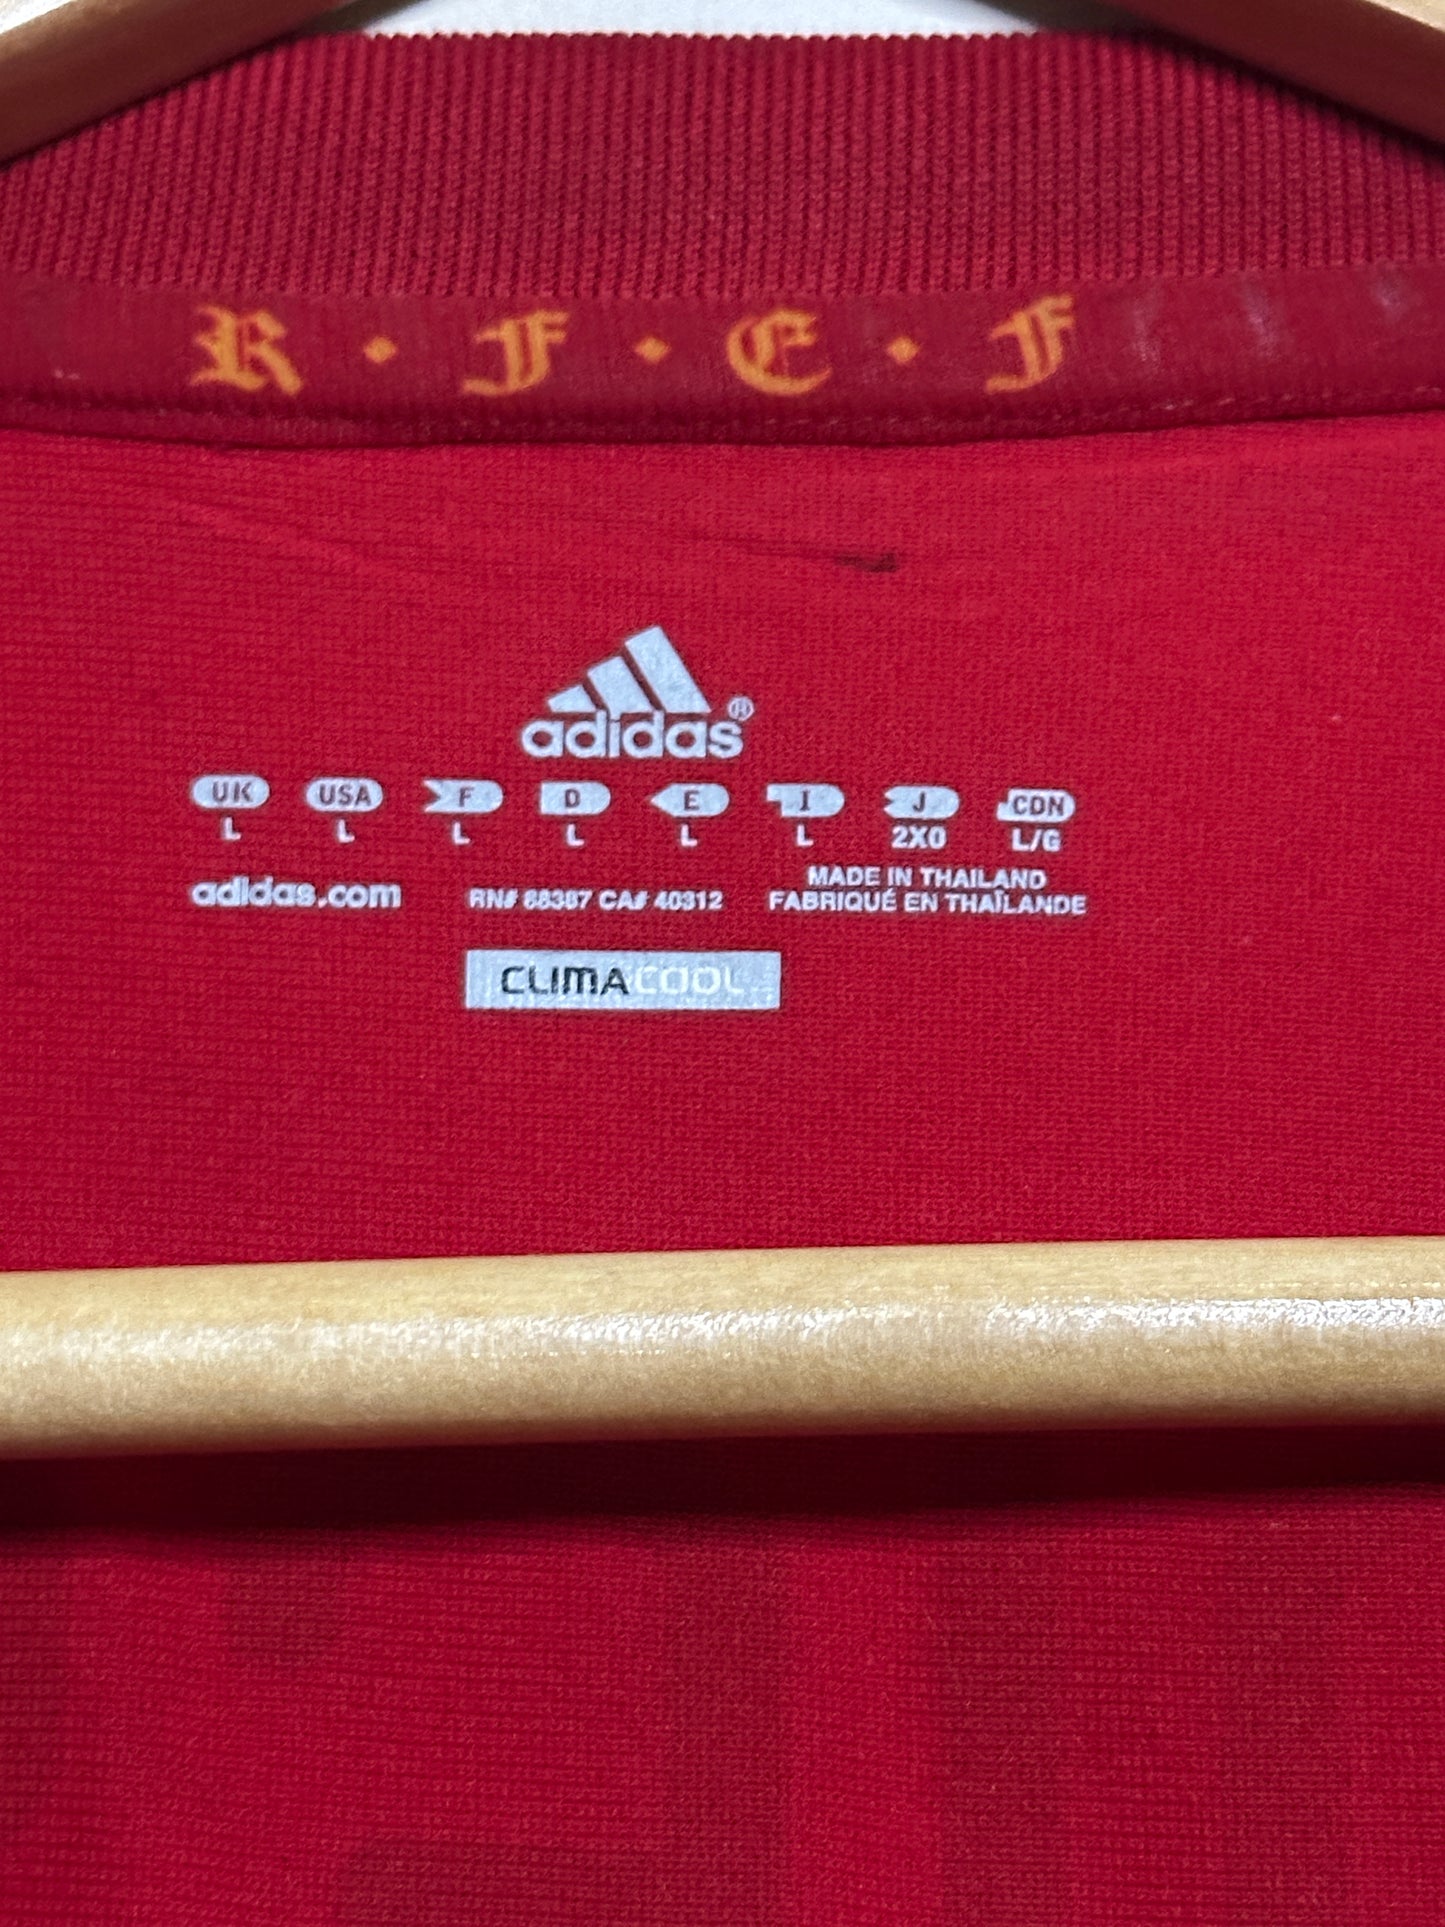 R · F · E · F
adidas®
UK USA F D E I J CDN
L L L L L L 2XO L/G
adidas.com RN# 88387 CA# 40312 MADE IN THAILAND
FABRIQUÉ EN THAÏLANDE
CLIMACOOL